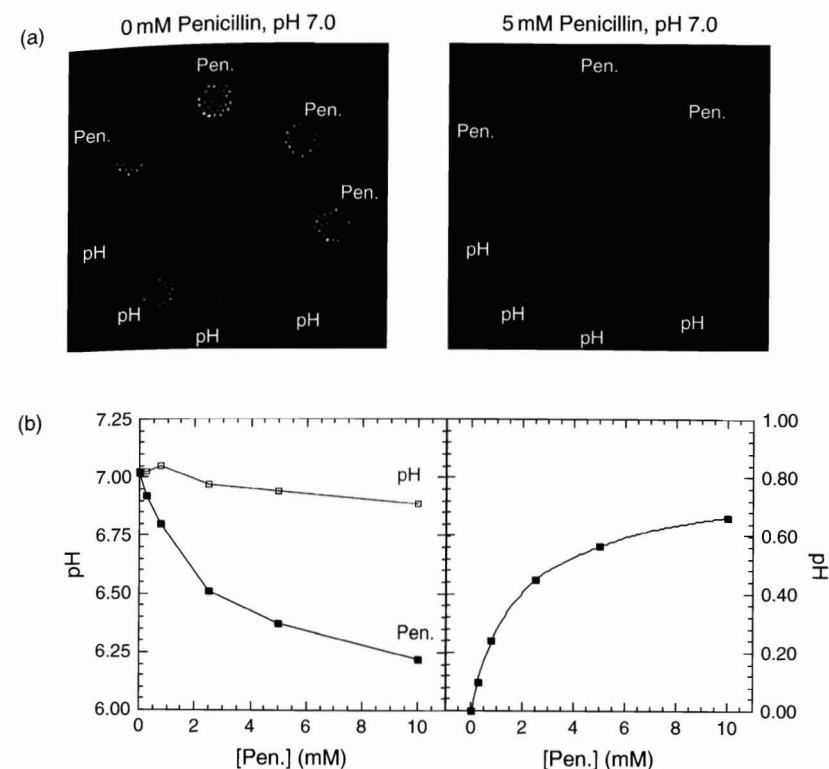 (a)
0 mM Penicillin, pH 7.0
5 mM Penicillin, pH 7.0
Pen.
Pen.
Pen.
Pen.
pH
pH
pH
pH
Pen.
Pen.
Pen.
pH
pH
pH
pH
(b)
7.25
7.00
6.75
6.50
6.25
6.00
pH
pH
Pen.
0 2 4 6 8 10
[Pen.] (mM)
1.00
0.80
0.60
0.40
0.20
0.00
pH
0 2 4 6 8 10
[Pen.] (mM)